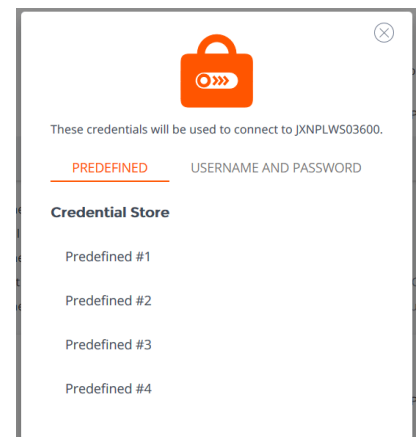 These credentials will be used to connect to JXNPLWS03600.
PREDEFINED USERNAME AND PASSWORD
Credential Store
Predefined #1
Predefined #2
Predefined #3
Predefined #4